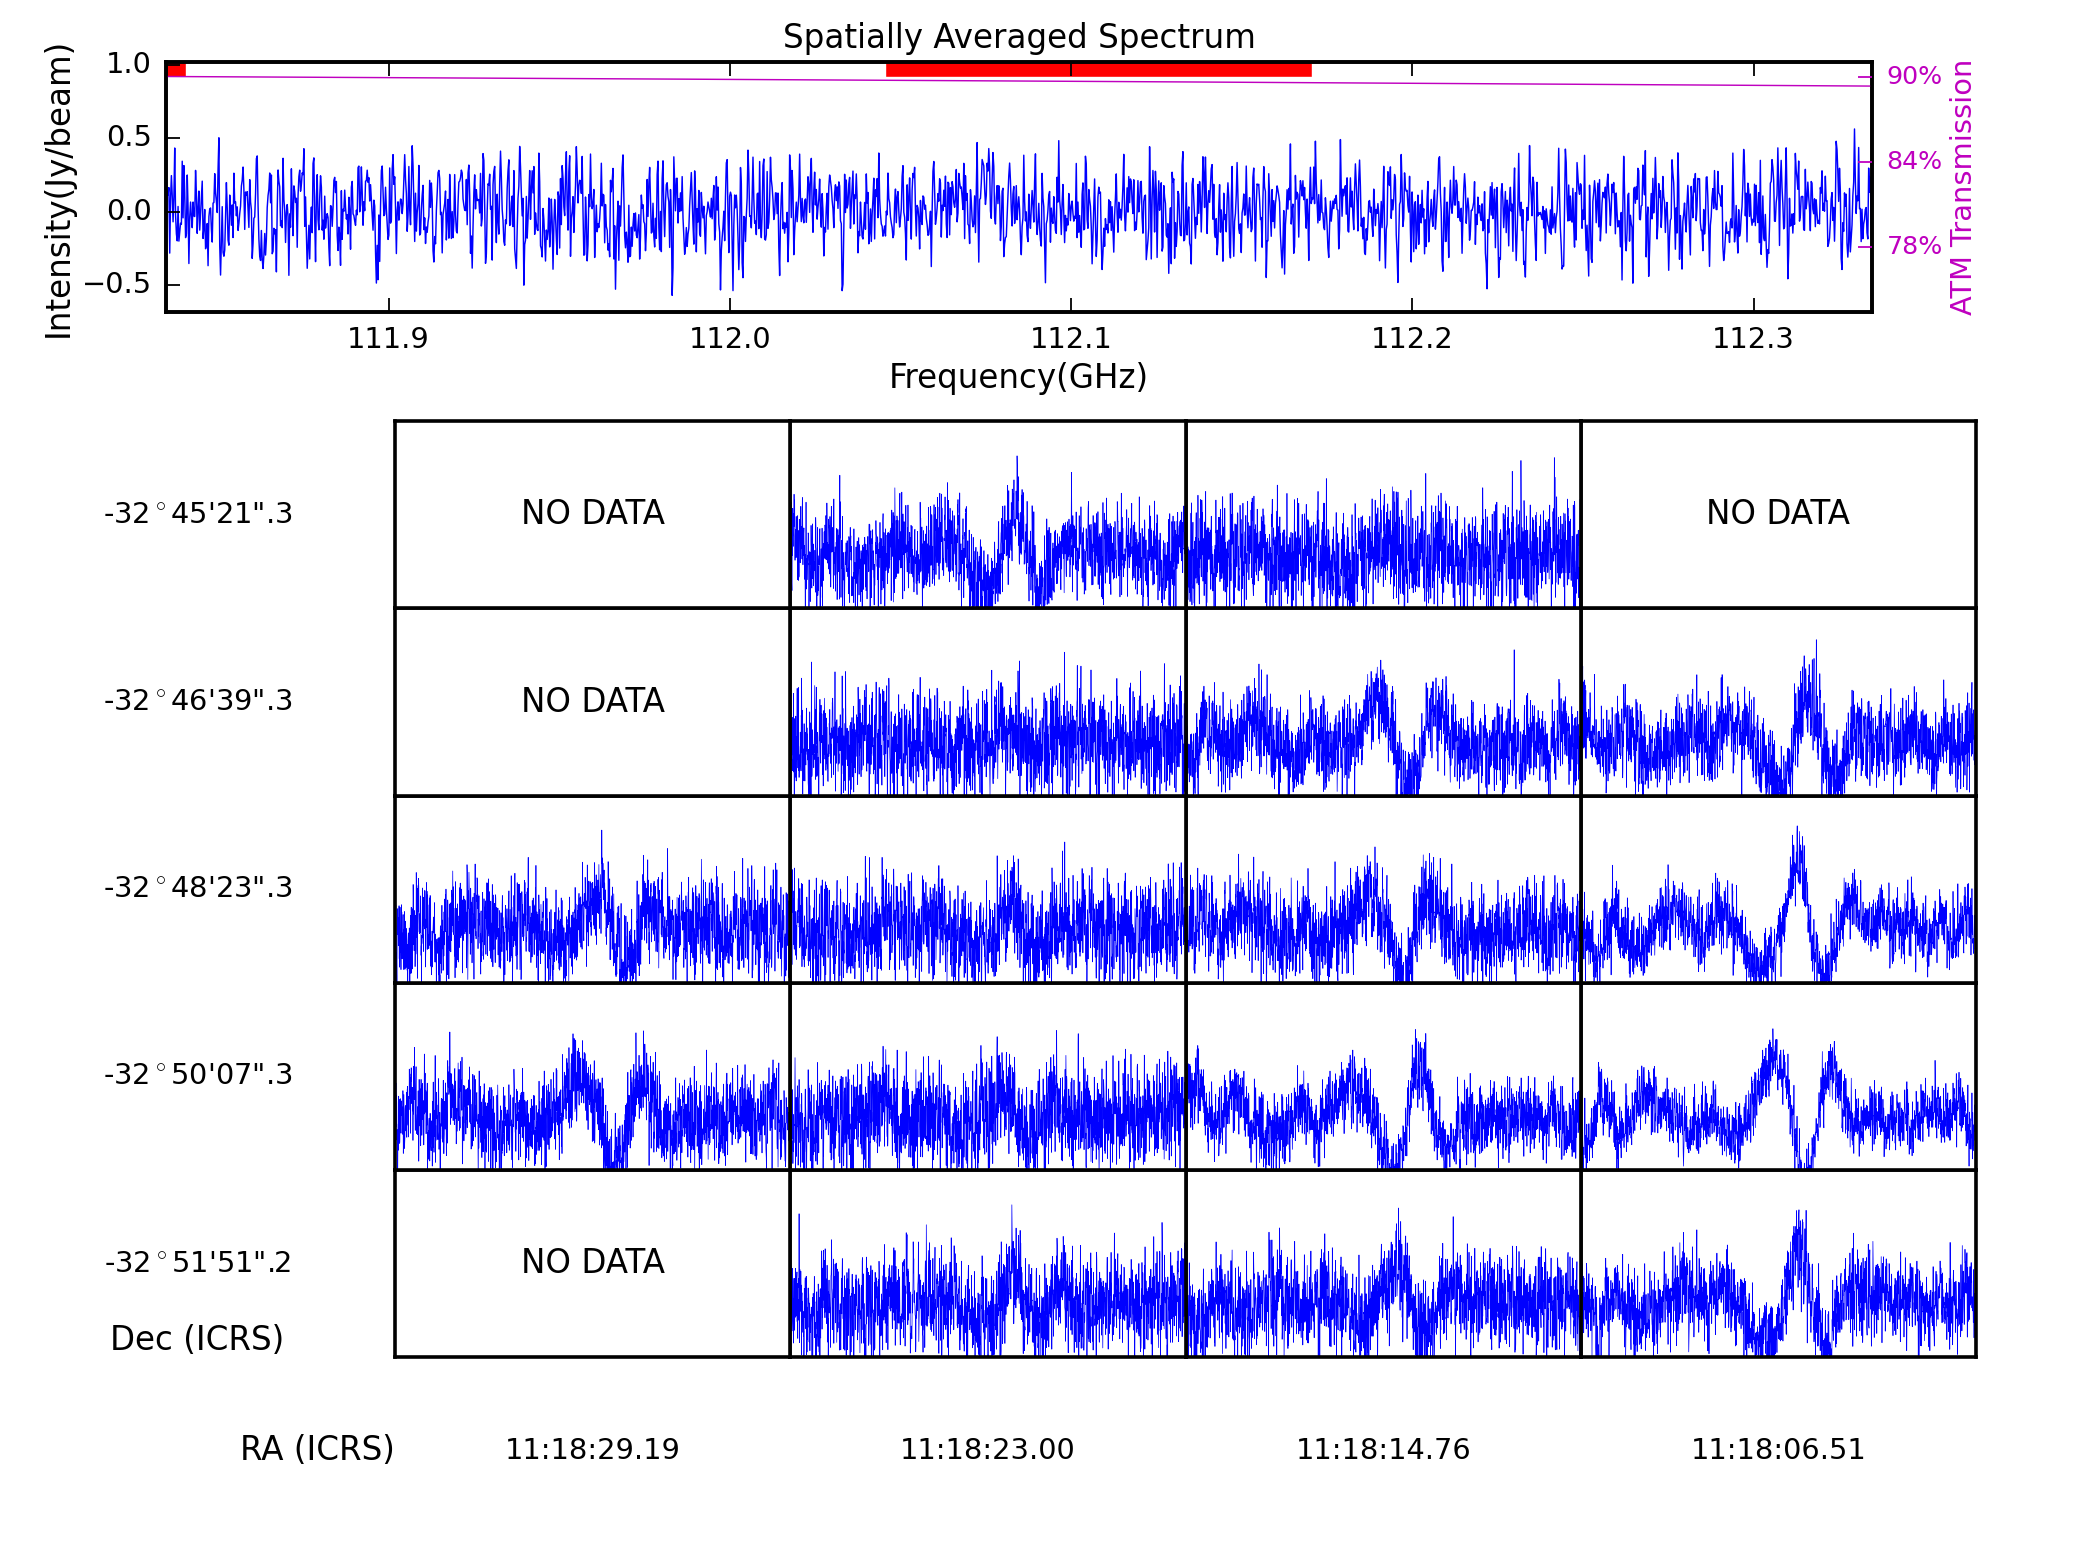 Spatially Averaged Spectrum
Intensity(Jy/beam)
1.0
0.5
0.0
−0.5
90%
84%
78%
ATM Transmission
111.9 112.0 112.1 112.2 112.3
Frequency(GHz)
-32°45'21".3 NO DATA NO DATA
-32°46'39".3 NO DATA
-32°48'23".3
-32°50'07".3
-32°51'51".2 NO DATA
Dec (ICRS)
RA (ICRS) 11:18:29.19 11:18:23.00 11:18:14.76 11:18:06.51